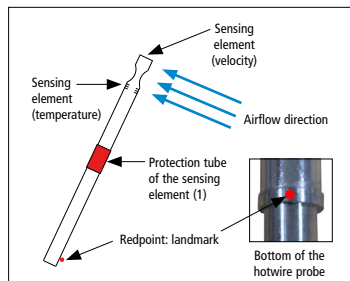 Sensing
element
(velocity)
Sensing
element
(temperature)
Airflow direction
Protection tube
of the sensing
element (1)
Redpoint: landmark
Bottom of the
hotwire probe